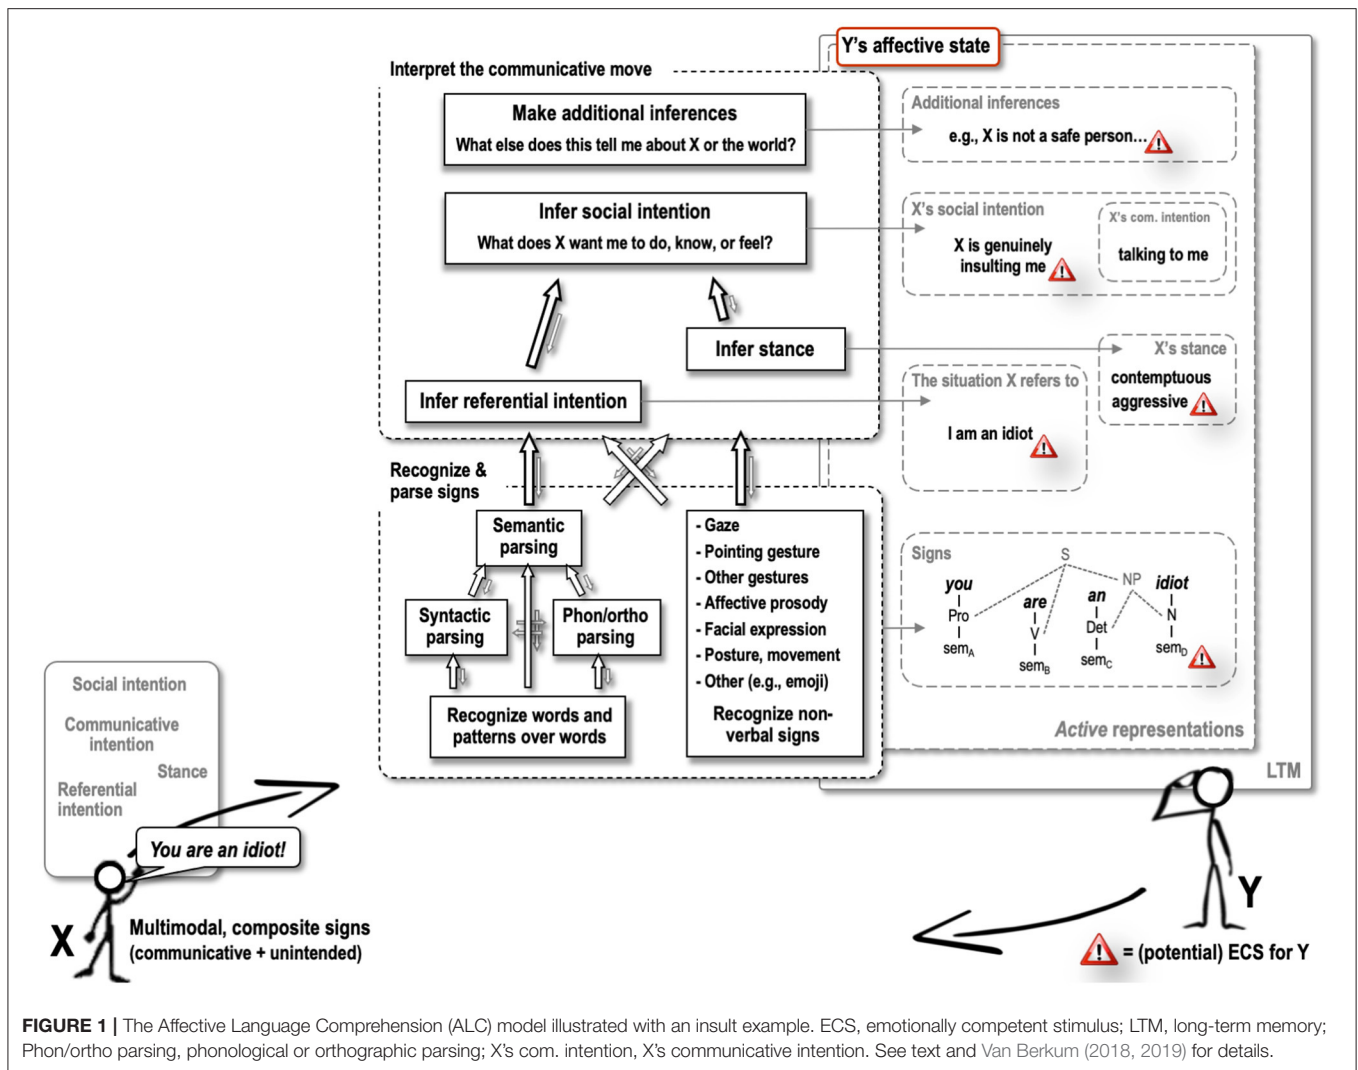 Y's affective state
Interpret the communicative move
Make additional inferences
What else does this tell me about X or the world?
Additional inferences
e.g., X is not a safe person...
!
Infer social intention
What does X want me to do, know, or feel?
X's social intention
X is genuinely
insulting me
!
X's com. intention
talking to me
Infer stance
X's stance
contemptuous
aggressive
!
Infer referential intention
The situation X refers to
I am an idiot
!
Recognize &
parse signs
Semantic
parsing
Syntactic
parsing
Phon/ortho
parsing
Recognize words and
patterns over words
- Gaze
- Pointing gesture
- Other gestures
- Affective prosody
- Facial expression
- Posture, movement
- Other (e.g., emoji)
Recognize non-
verbal signs
Signs
S
NP
you
are
an
idiot
Pro
V
Det
N
semA
semB
semC
semD
!
Active representations
LTM
Social intention
Communicative
intention
Stance
Referential
intention
You are an idiot!
X
Multimodal, composite signs
(communicative + unintended)
Y
! = (potential) ECS for Y
FIGURE 1 | The Affective Language Comprehension (ALC) model illustrated with an insult example. ECS, emotionally competent stimulus; LTM, long-term memory;
Phon/ortho parsing, phonological or orthographic parsing; X's com. intention, X's communicative intention. See text and Van Berkum (2018, 2019) for details.